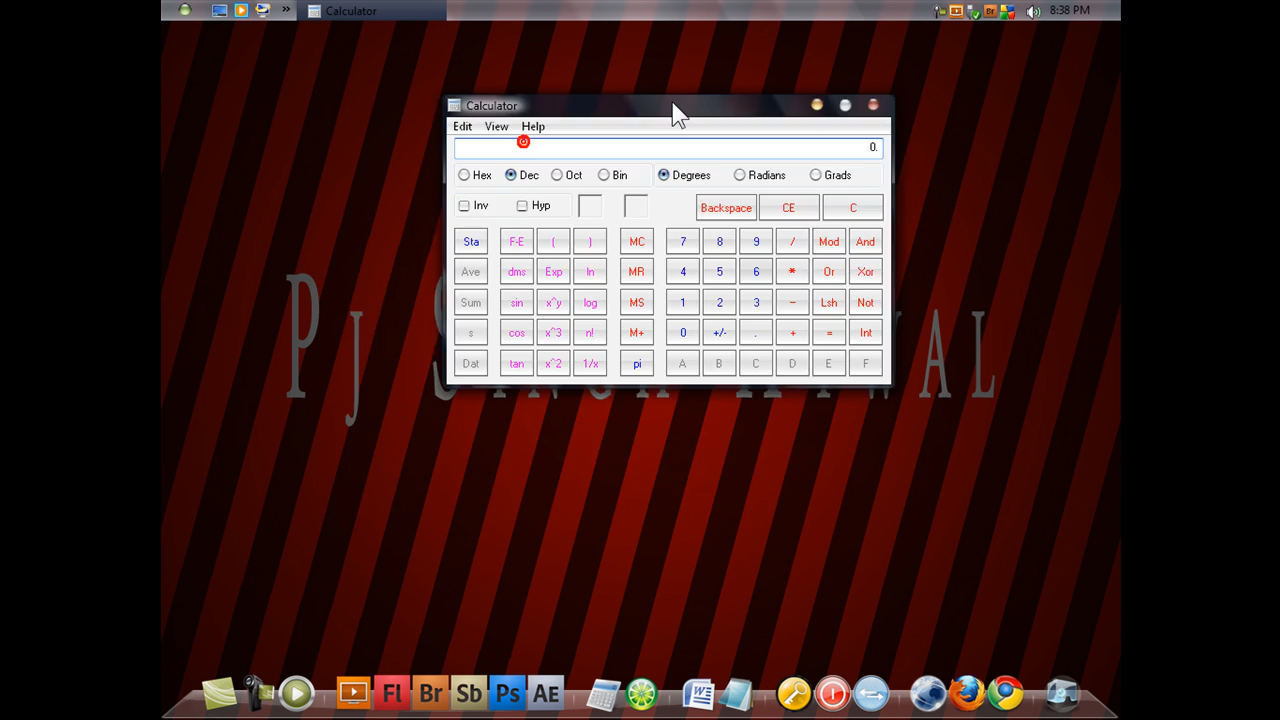 Calculator
8:38 PM
Br
Calculator
Edit View Help
0.
Hex Dec Oct Bin Degrees Radians Grads
Inv Hyp Backspace CE C
Sta F-E ( ) MC 7 8 9 / Mod And
Ave dms Exp ln MR 4 5 6 * Or Xor
Sum sin x^y log MS 1 2 3 - Lsh Not
s cos x^3 n! M+ 0 +/- . + = Int
Dat tan x^2 1/x pi A B C D E F
Fl Br Sb Ps AE